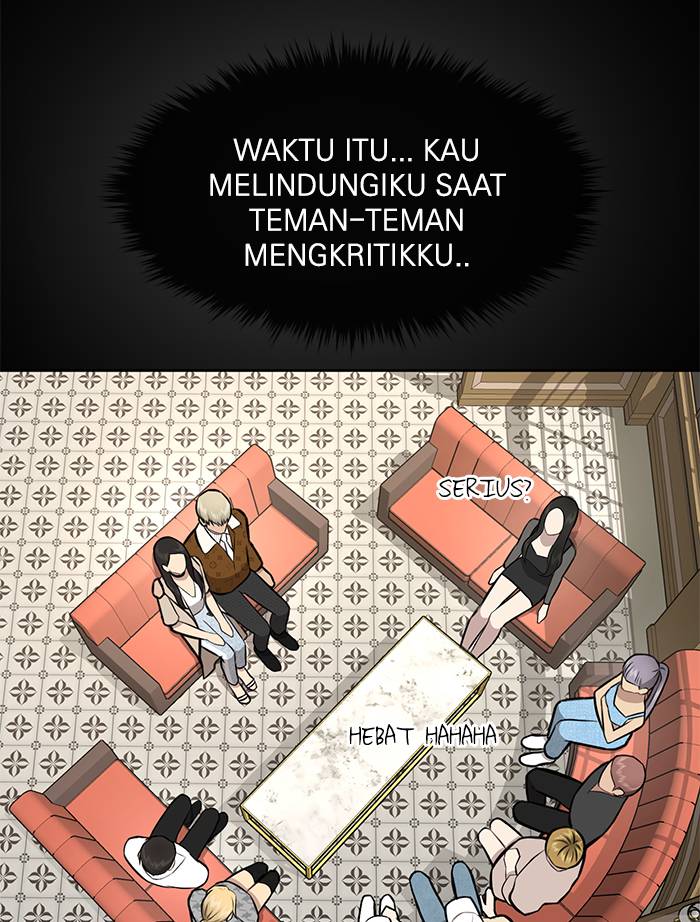 WAKTU ITU... KAU
MELINDUNGIKU SAAT
TEMAN-TEMAN
MENGKRITIKKU..
SERIUS?
HEBAT HAHAHA